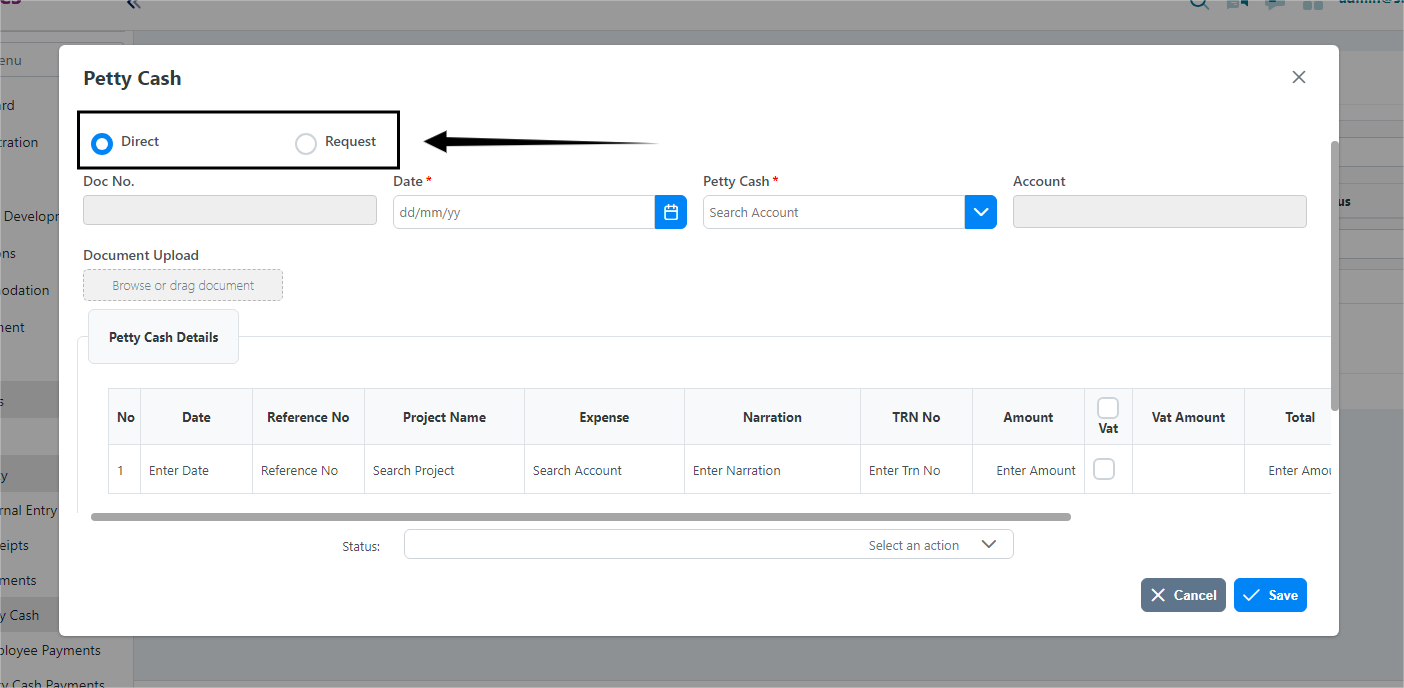 enu
Petty Cash
ard
Direct
Request
Doc No.
Date *
Petty Cash *
Account
dd/mm/yy
Search Account
us
Developn
ons
Document Upload
Browse or drag document
odation
ment
Petty Cash Details
No
Date
Reference No
Project Name
Expense
Narration
TRN No
Amount
Vat
Vat Amount
Total
1
Enter Date
Reference No
Search Project
Search Account
Enter Narration
Enter Trn No
Enter Amount
Enter Amou
y
rnal Entry
Status:
Select an action
eipts
ments
Cancel
Save
y Cash
ployee Payments
ty Cash Payments